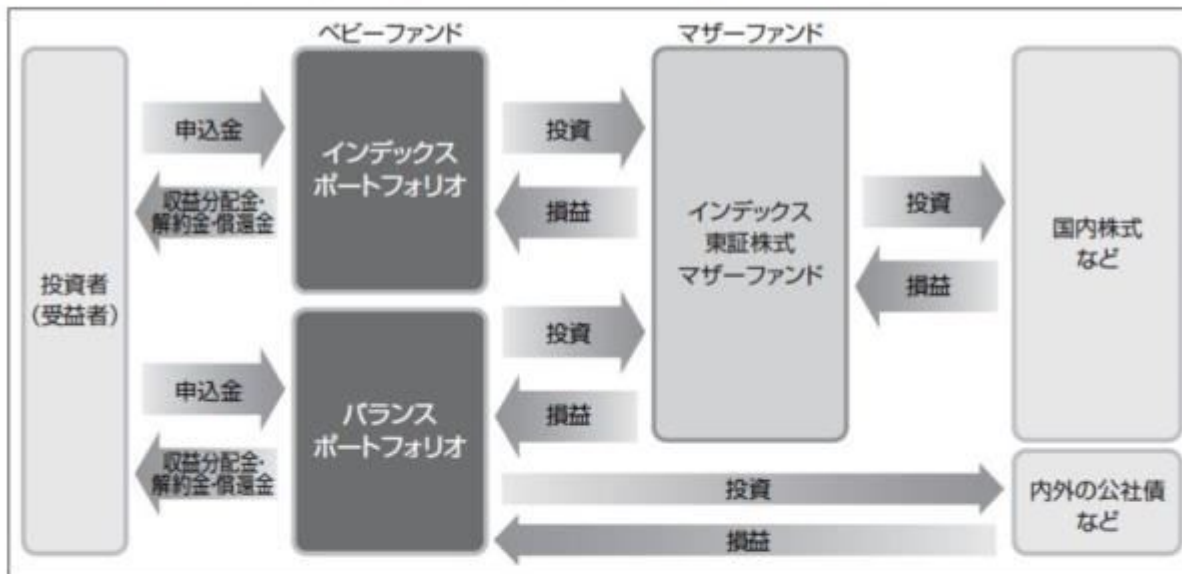 ベビーファンド
マザーファンド
投資者
(受益者)
申込金
収益分配金・
解約金・償還金
インデックス
ポートフォリオ
投資
損益
インデックス
東証株式
マザーファンド
投資
損益
国内株式
など
申込金
収益分配金・
解約金・償還金
バランス
ポートフォリオ
投資
損益
投資
損益
内外の公社債
など